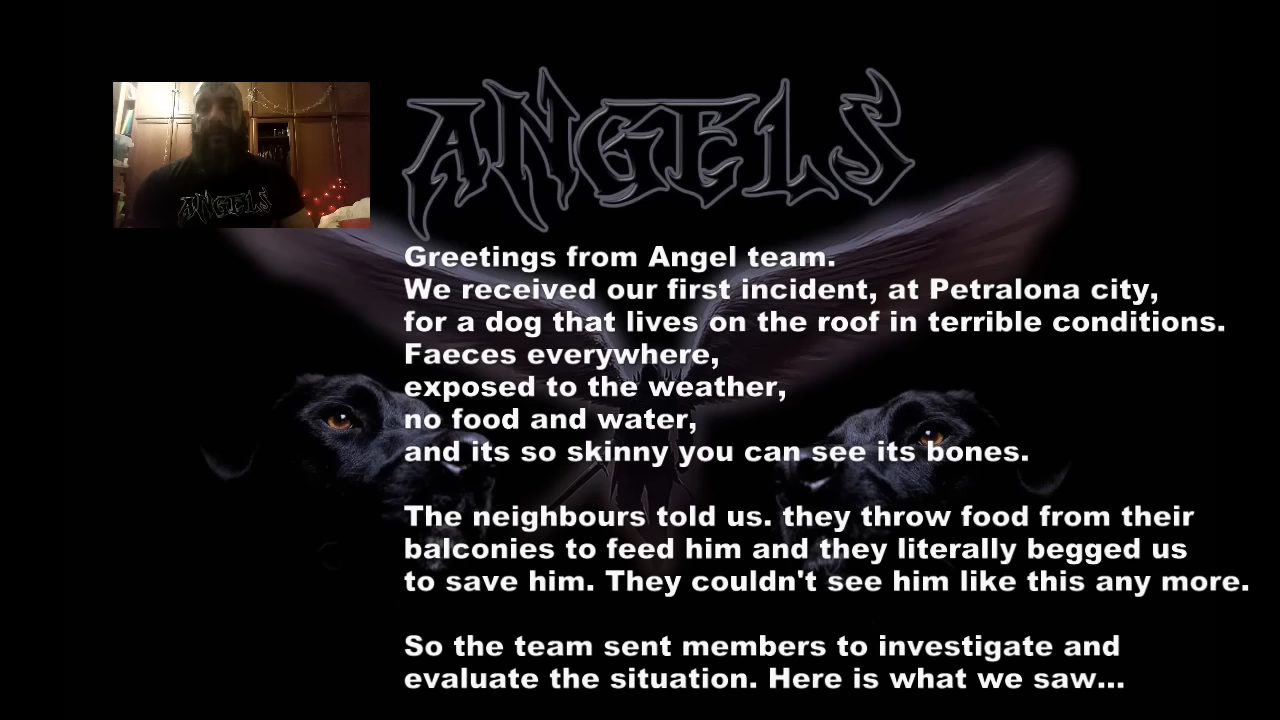 ANGELS
ANGELS
Greetings from Angel team.
We received our first incident, at Petralona city,
for a dog that lives on the roof in terrible conditions.
Faeces everywhere,
exposed to the weather,
no food and water,
and its so skinny you can see its bones.
The neighbours told us. they throw food from their
balconies to feed him and they literally begged us
to save him. They couldn't see him like this any more.
So the team sent members to investigate and
evaluate the situation. Here is what we saw...